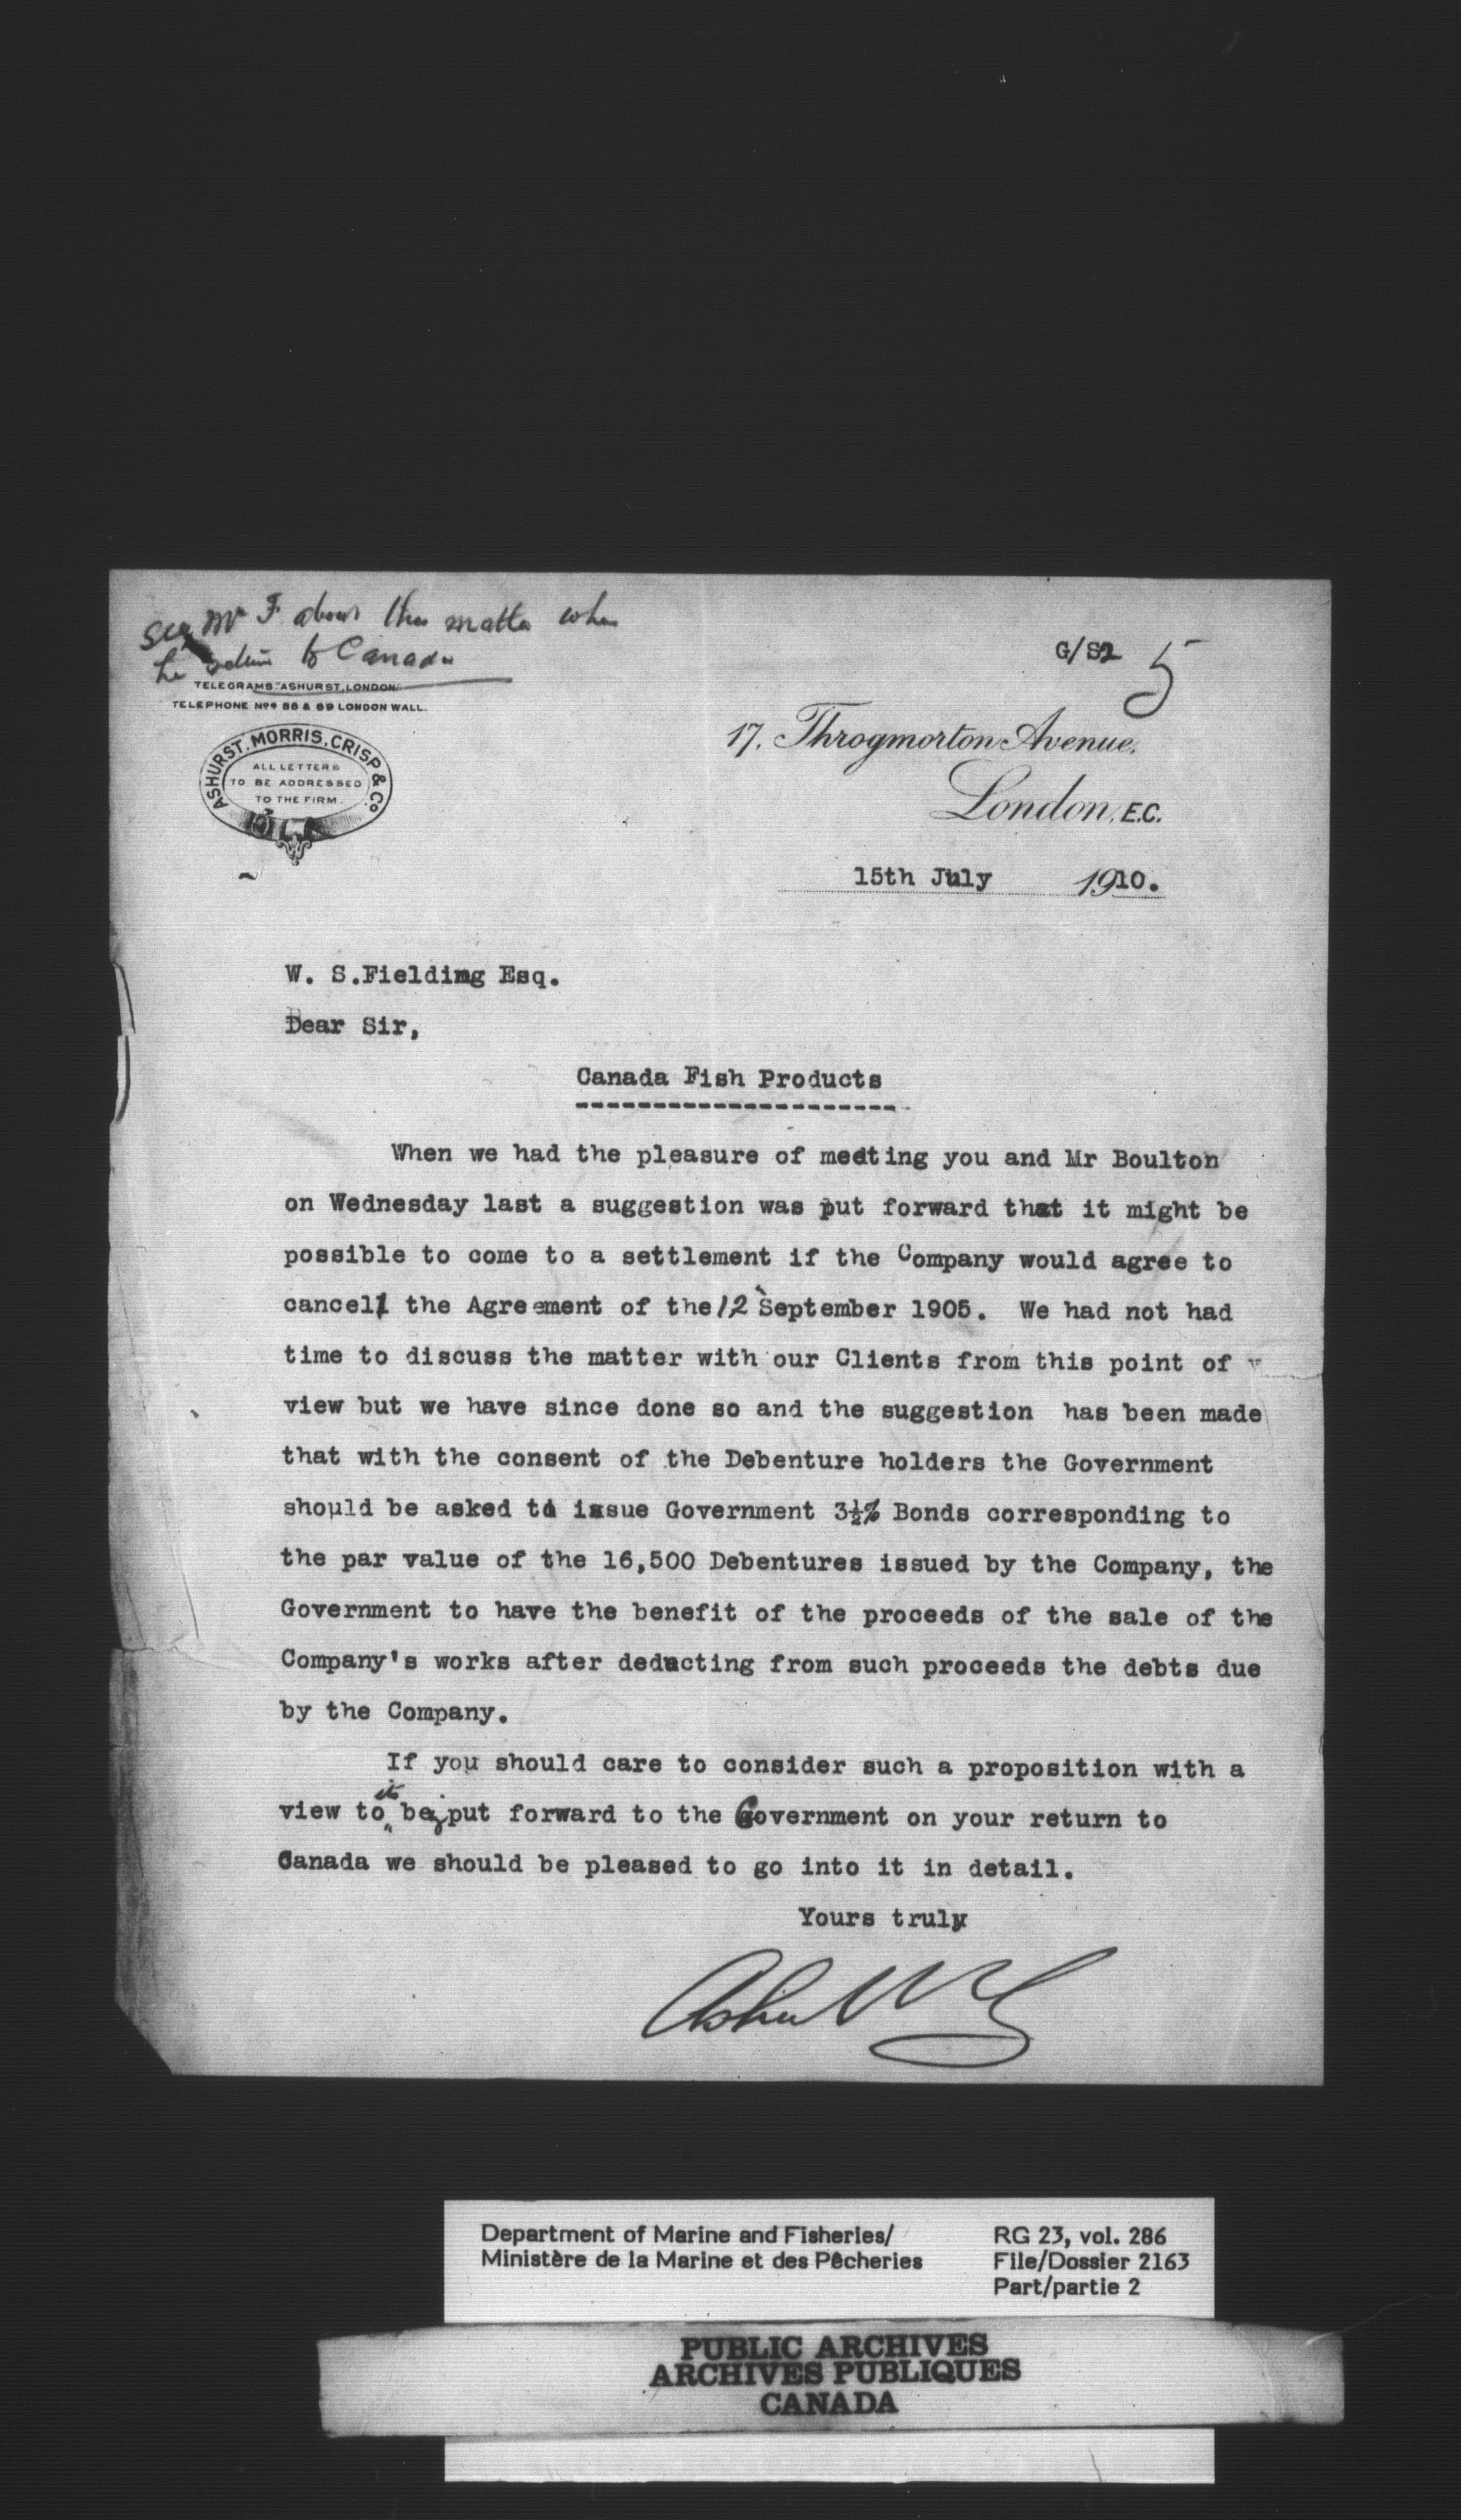 See Mr F. about this matter when
he returns to Canada
TELEGRAMS "ASHURST, LONDON"
TELEPHONE Nos 88 & 89 LONDON WALL.
ASHURST, MORRIS, CRISP & Co
ALL LETTERS
TO BE ADDRESSED
TO THE FIRM.
G/S2
5
17, Throgmorton Avenue,
London, E.C.
15th July 1910.
W. S.Fielding Esq.
Dear Sir,
Canada Fish Products
--------------------
When we had the pleasure of meeting you and Mr Boulton
on Wednesday last a suggestion was put forward that it might be
possible to come to a settlement if the Company would agree to
cancel the Agreement of the 12 September 1905. We had not had
time to discuss the matter with our Clients from this point of v
view but we have since done so and the suggestion has been made
that with the consent of the Debenture holders the Government
should be asked to issue Government 3½% Bonds corresponding to
the par value of the 16,500 Debentures issued by the Company, the
Government to have the benefit of the proceeds of the sale of the
Company's works after deducting from such proceeds the debts due
by the Company.
If you should care to consider such a proposition with a
view to its being put forward to the Government on your return to
Canada we should be pleased to go into it in detail.
Yours truly
Department of Marine and Fisheries/
Ministère de la Marine et des Pêcheries
RG 23, vol. 286
File/Dossier 2163
Part/partie 2
PUBLIC ARCHIVES
ARCHIVES PUBLIQUES
CANADA